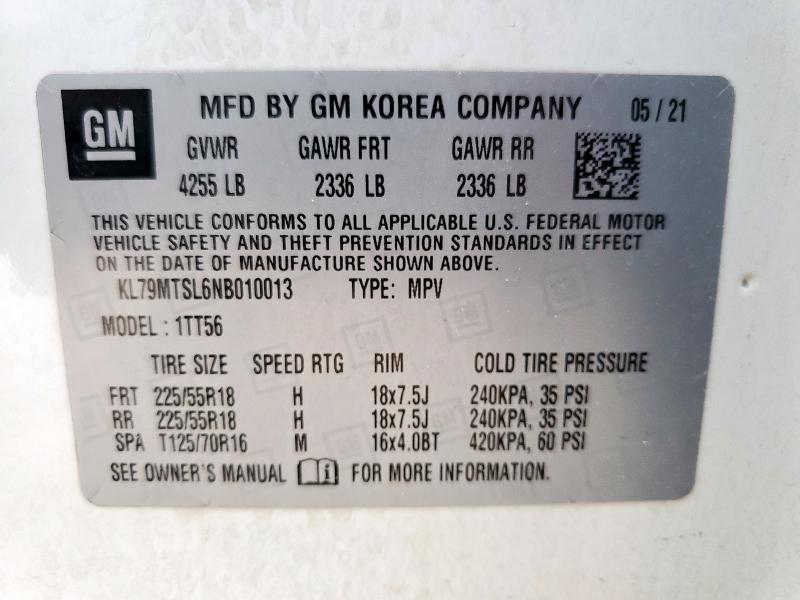 GM MFD BY GM KOREA COMPANY 05/21
GVWR GAWR FRT GAWR RR
4255 LB 2336 LB 2336 LB
THIS VEHICLE CONFORMS TO ALL APPLICABLE U.S. FEDERAL MOTOR
VEHICLE SAFETY AND THEFT PREVENTION STANDARDS IN EFFECT
ON THE DATE OF MANUFACTURE SHOWN ABOVE.
KL79MTSL6NB010013 TYPE: MPV
MODEL : 1TT56
TIRE SIZE SPEED RTG RIM COLD TIRE PRESSURE
FRT 225/55R18 H 18x7.5J 240KPA, 35 PSI
RR 225/55R18 H 18x7.5J 240KPA, 35 PSI
SPA T125/70R16 M 16x4.0BT 420KPA, 60 PSI
SEE OWNER'S MANUAL i FOR MORE INFORMATION.